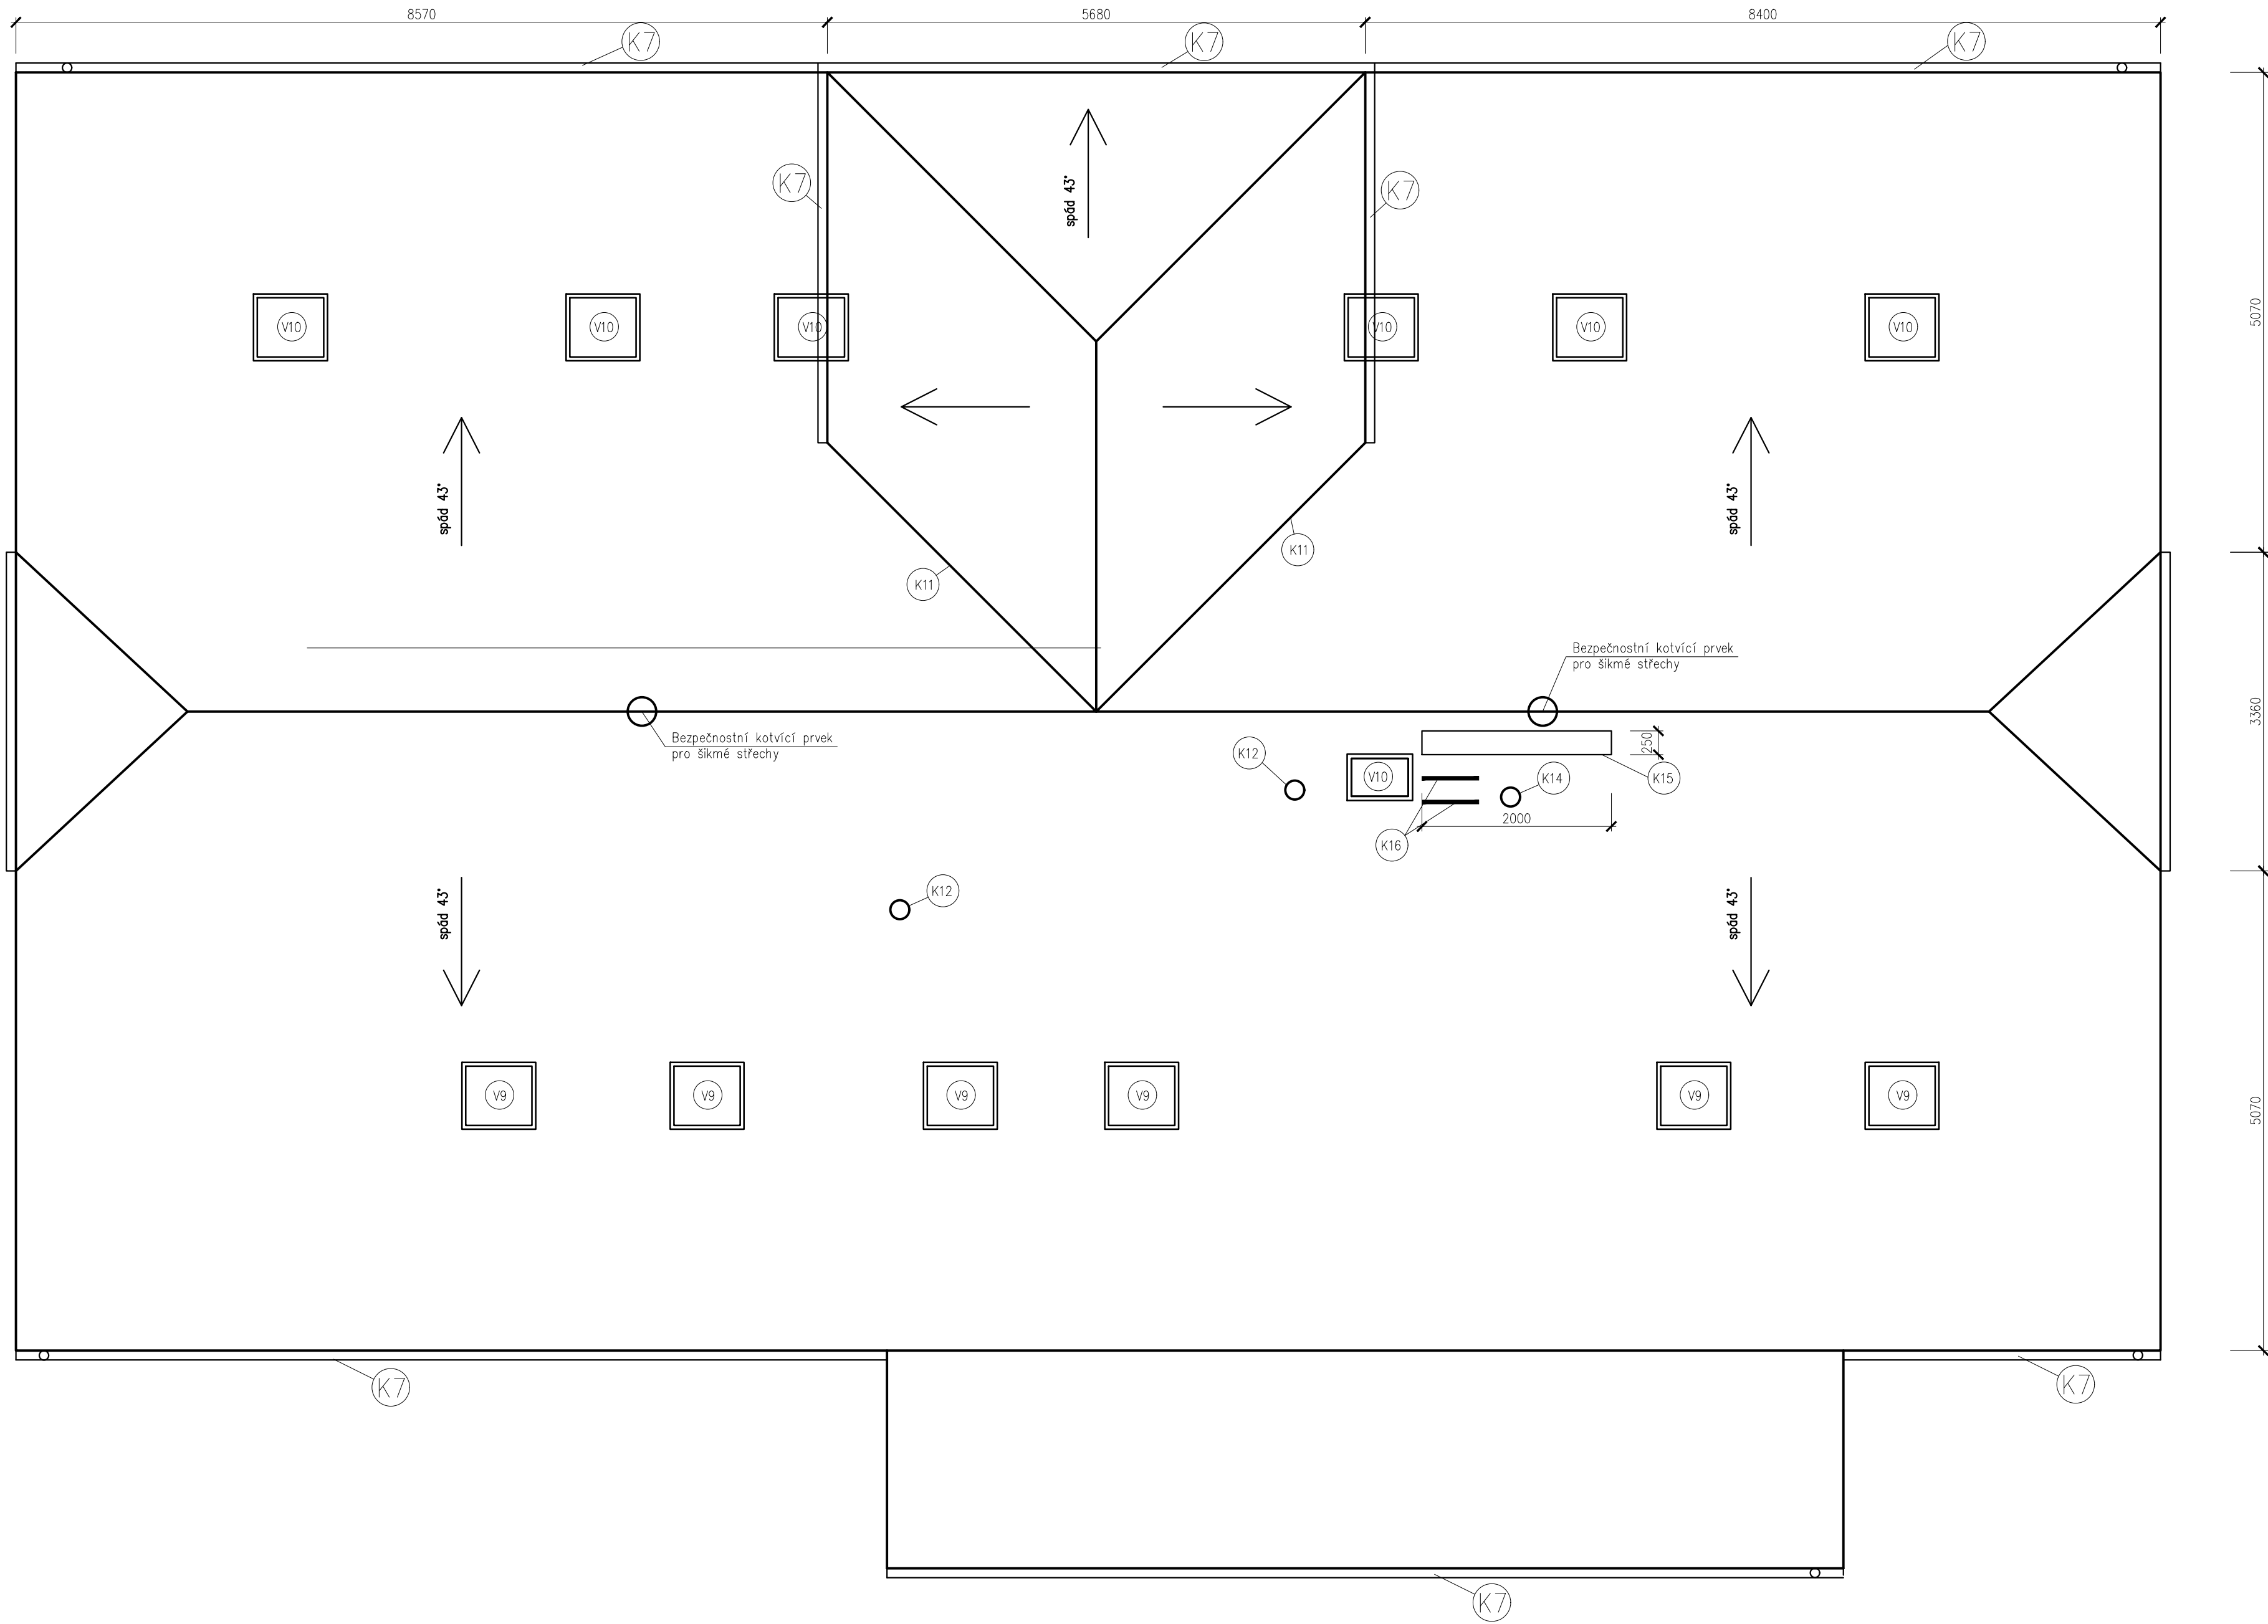 8570
5680
8400
K7
K7
K7
K7
K7
spád 43°
5070
V10
V10
V10
V10
V10
V10
spád 43°
spád 43°
K11
K11
Bezpečnostní kotvící prvek
pro šikmé střechy
3360
Bezpečnostní kotvící prvek
pro šikmé střechy
250
K12
V10
K14
K15
2000
K16
K12
spád 43°
spád 43°
V9
V9
V9
V9
V9
V9
5070
K7
K7
K7